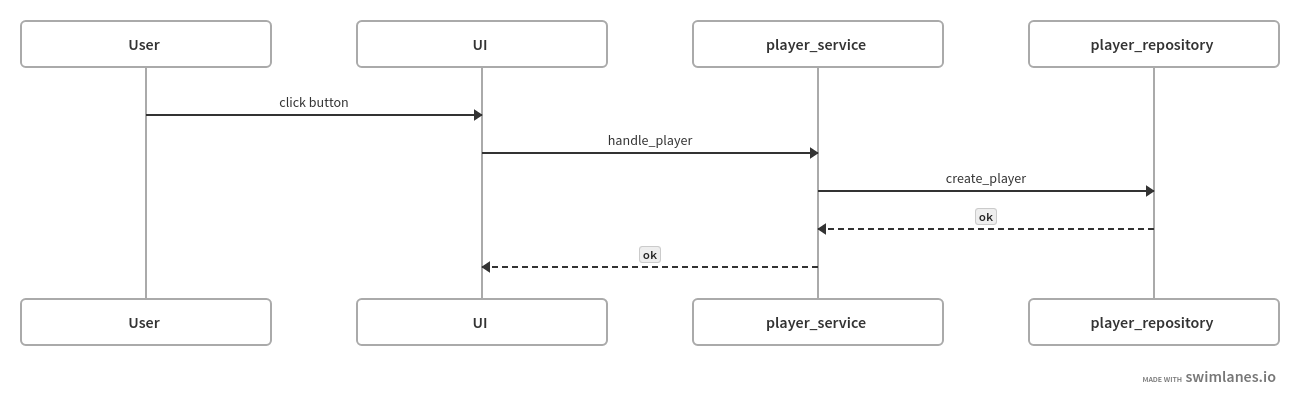 User UI player_service player_repository
click button
handle_player
create_player
ok
ok
User UI player_service player_repository
MADE WITH swimlanes.io